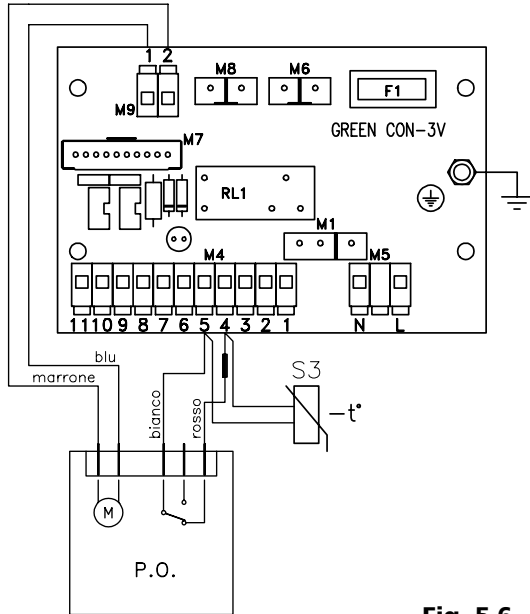 1 2
M8 M6
M9
F1
GREEN CON-3V
M7
RL1
M1
M4 M5
11 10 9 8 7 6 5 4 3 2 1 N L
blu
marrone
bianco
rosso
S3
-t°
M
P.O.
Fig. 5.6